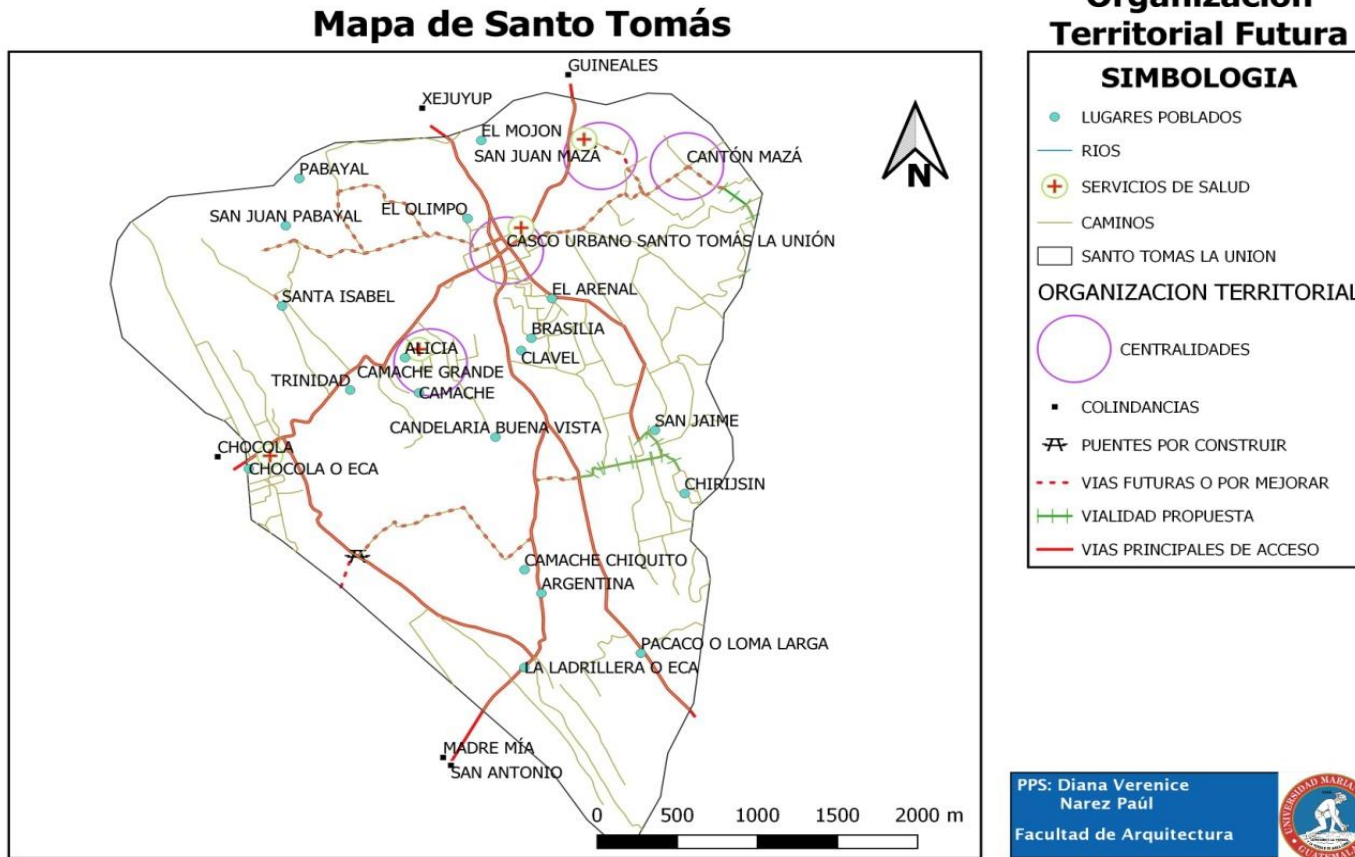 Mapa de Santo Tomás
Organización
Territorial Futura
GUINEALES
XEJUYUP
EL MOJON
SAN JUAN MAZÁ
CANTÓN MAZÁ
PABAYAL
SAN JUAN PABAYAL
EL OLIMPO
CASCO URBANO SANTO TOMÁS LA UNIÓN
N
SANTA ISABEL
EL ARENAL
BRASILIA
ALICIA
CLAVEL
CAMACHE GRANDE
TRINIDAD
CAMACHE
SAN JAIME
CANDELARIA BUENA VISTA
CHOCOLA
CHOCOLA O ECA
CHIRIJSIN
CAMACHE CHIQUITO
ARGENTINA
PACACO O LOMA LARGA
LA LADRILLERA O ECA
MADRE MÍA
SAN ANTONIO
0 500 1000 1500 2000 m
SIMBOLOGIA
LUGARES POBLADOS
RIOS
SERVICIOS DE SALUD
CAMINOS
SANTO TOMAS LA UNION
ORGANIZACION TERRITORIAL
CENTRALIDADES
COLINDANCIAS
PUENTES POR CONSTRUIR
VIAS FUTURAS O POR MEJORAR
VIALIDAD PROPUESTA
VIAS PRINCIPALES DE ACCESO
PPS: Diana Verenice
Narez Paúl
Facultad de Arquitectura